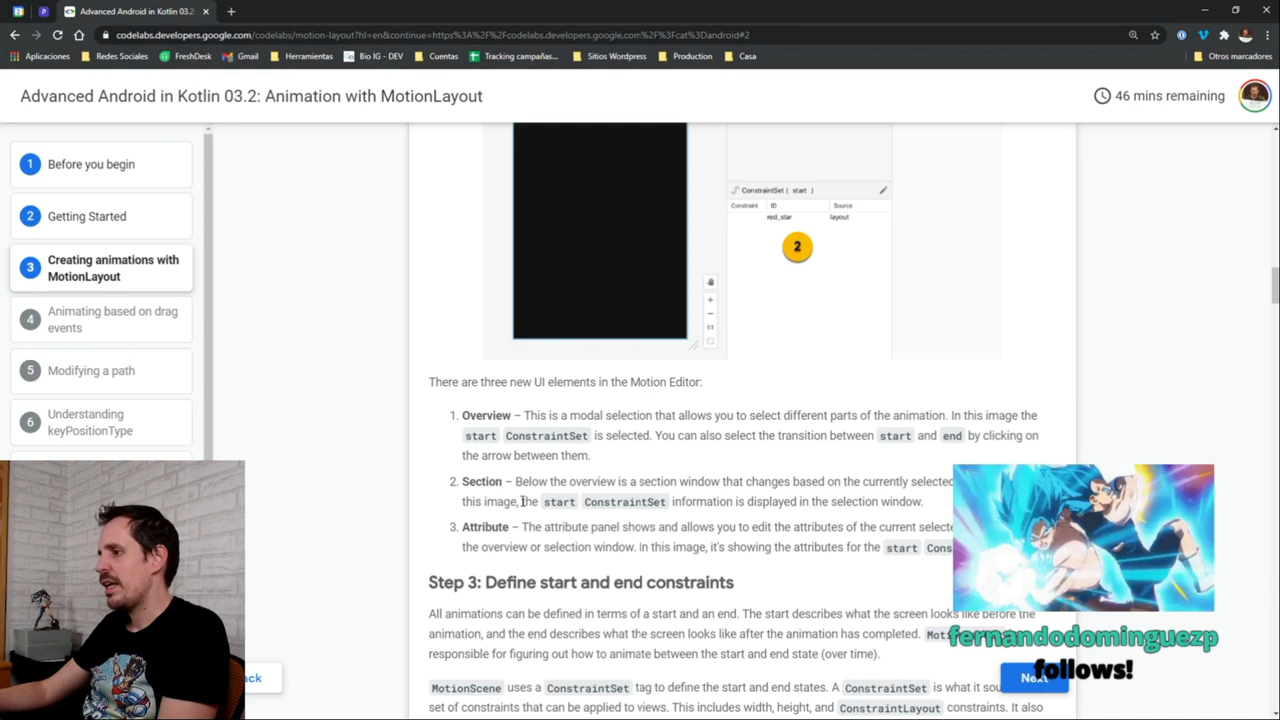 Advanced Android in Kotlin 03.2:
codelabs.developers.google.com/codelabs/motion-layout?hl=en&continue=https%3A%2F%2Fcodelabs.developers.google.com%2F%3Fcat%3Dandroid#2
Aplicaciones Redes Sociales FreshDesk Gmail Herramientas Bio IG - DEV Cuentas Tracking campañas... Sitios Wordpress Production Casa Otros marcadores
Advanced Android in Kotlin 03.2: Animation with MotionLayout
46 mins remaining
1 Before you begin
2 Getting Started
3 Creating animations with
MotionLayout
4 Animating based on drag
events
5 Modifying a path
6 Understanding
keyPositionType
ack
ConstraintSet ( start )
Constraint ID Source
red_star layout
2
There are three new UI elements in the Motion Editor:
1. Overview – This is a modal selection that allows you to select different parts of the animation. In this image the
start ConstraintSet is selected. You can also select the transition between start and end by clicking on
the arrow between them.
2. Section – Below the overview is a section window that changes based on the currently selected
this image, the start ConstraintSet information is displayed in the selection window.
3. Attribute – The attribute panel shows and allows you to edit the attributes of the current selecte
the overview or selection window. In this image, it's showing the attributes for the start Cons
Step 3: Define start and end constraints
All animations can be defined in terms of a start and an end. The start describes what the screen looks like before the
animation, and the end describes what the screen looks like after the animation has completed. Moti
responsible for figuring out how to animate between the start and end state (over time).
MotionScene uses a ConstraintSet tag to define the start and end states. A ConstraintSet is what it sou
set of constraints that can be applied to views. This includes width, height, and ConstraintLayout constraints. It also
Next
fernandodominguezp
follows!